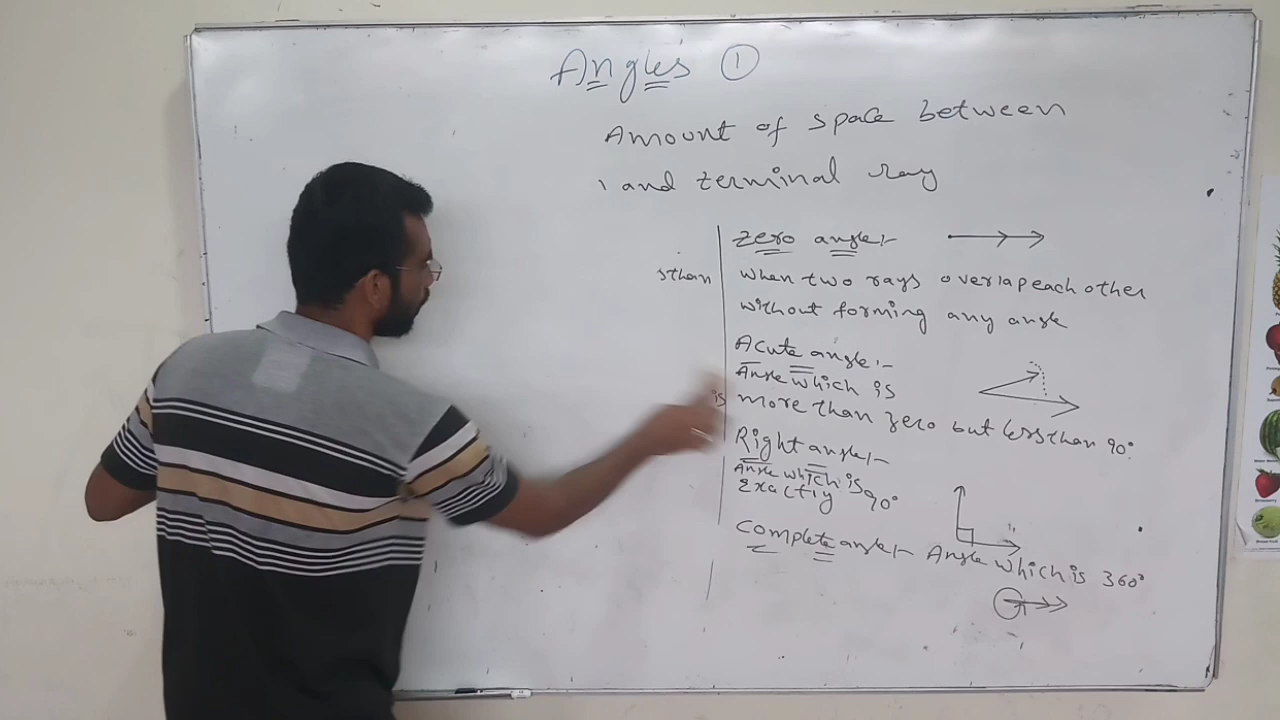 Angles 1
Amount of space between
and terminal ray
sthan
is
zero angle:-
when two rays overlap each other
without forming any angle
Acute angle:-
Angle which is
more than zero but less than 90°
Right angle:-
Angle which is
Exactly 90°
Complete angle:- Angle which is 360°